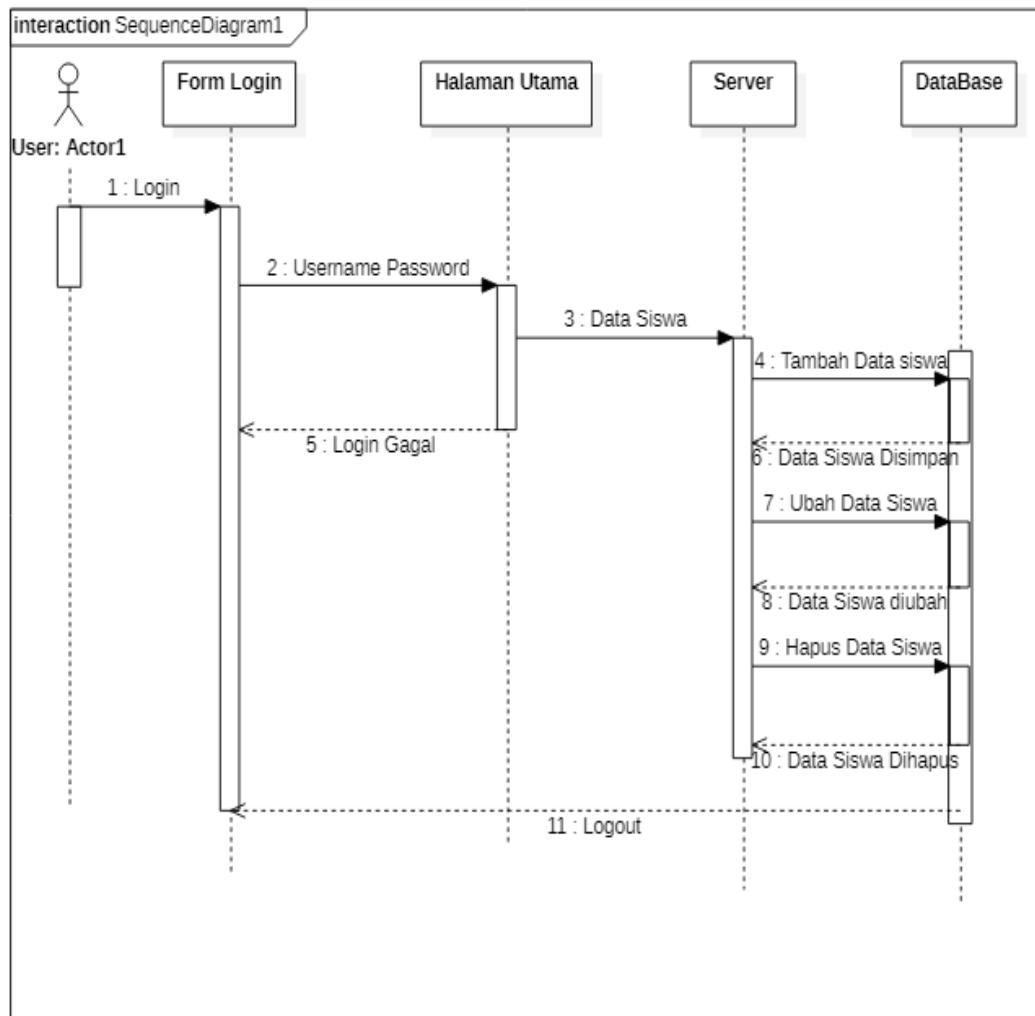 interaction SequenceDiagram1
Form Login
Halaman Utama
Server
DataBase
User: Actor1
1 : Login
2 : Username Password
3 : Data Siswa
4 : Tambah Data siswa
5 : Login Gagal
6 : Data Siswa Disimpan
7 : Ubah Data Siswa
8 : Data Siswa diubah
9 : Hapus Data Siswa
10 : Data Siswa Dihapus
11 : Logout